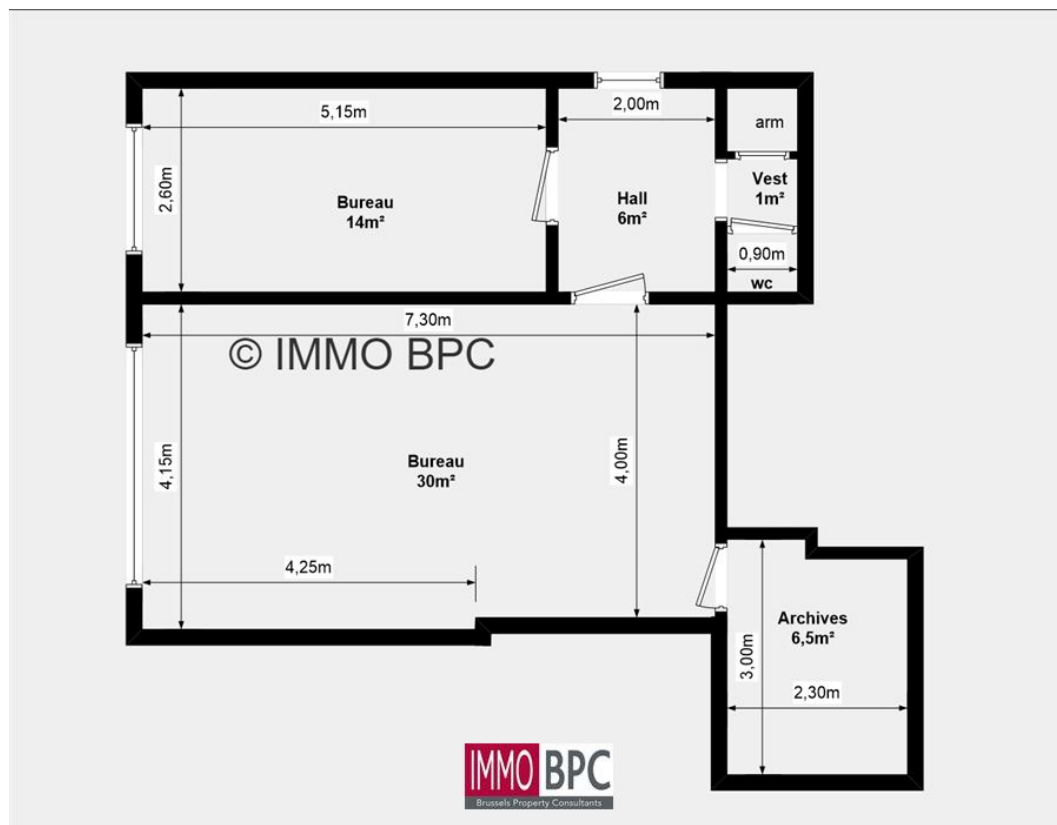 5,15m
2,00m
arm
2,60m
Bureau
14m²
Hall
6m²
Vest
1m²
0,90m
wc
7,30m
© IMMO BPC
4,15m
Bureau
30m²
4,00m
4,25m
Archives
6,5m²
3,00m
2,30m
IMMO BPC
Brussels Property Consultants